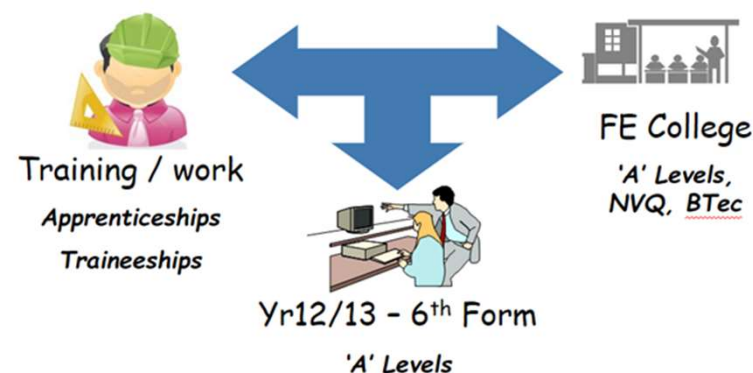 Training / work
Apprenticeships
Traineeships
FE College
'A' Levels,
NVQ, BTec
Yr12/13 – 6th Form
'A' Levels